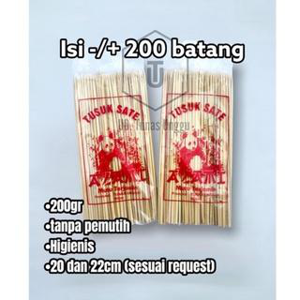 Isi -/+ 200 batang
TUSUK SATE
TUSUK SATE
•200gr
•tanpa pemutih
•Higienis
•20 dan 22cm (sesuai request)